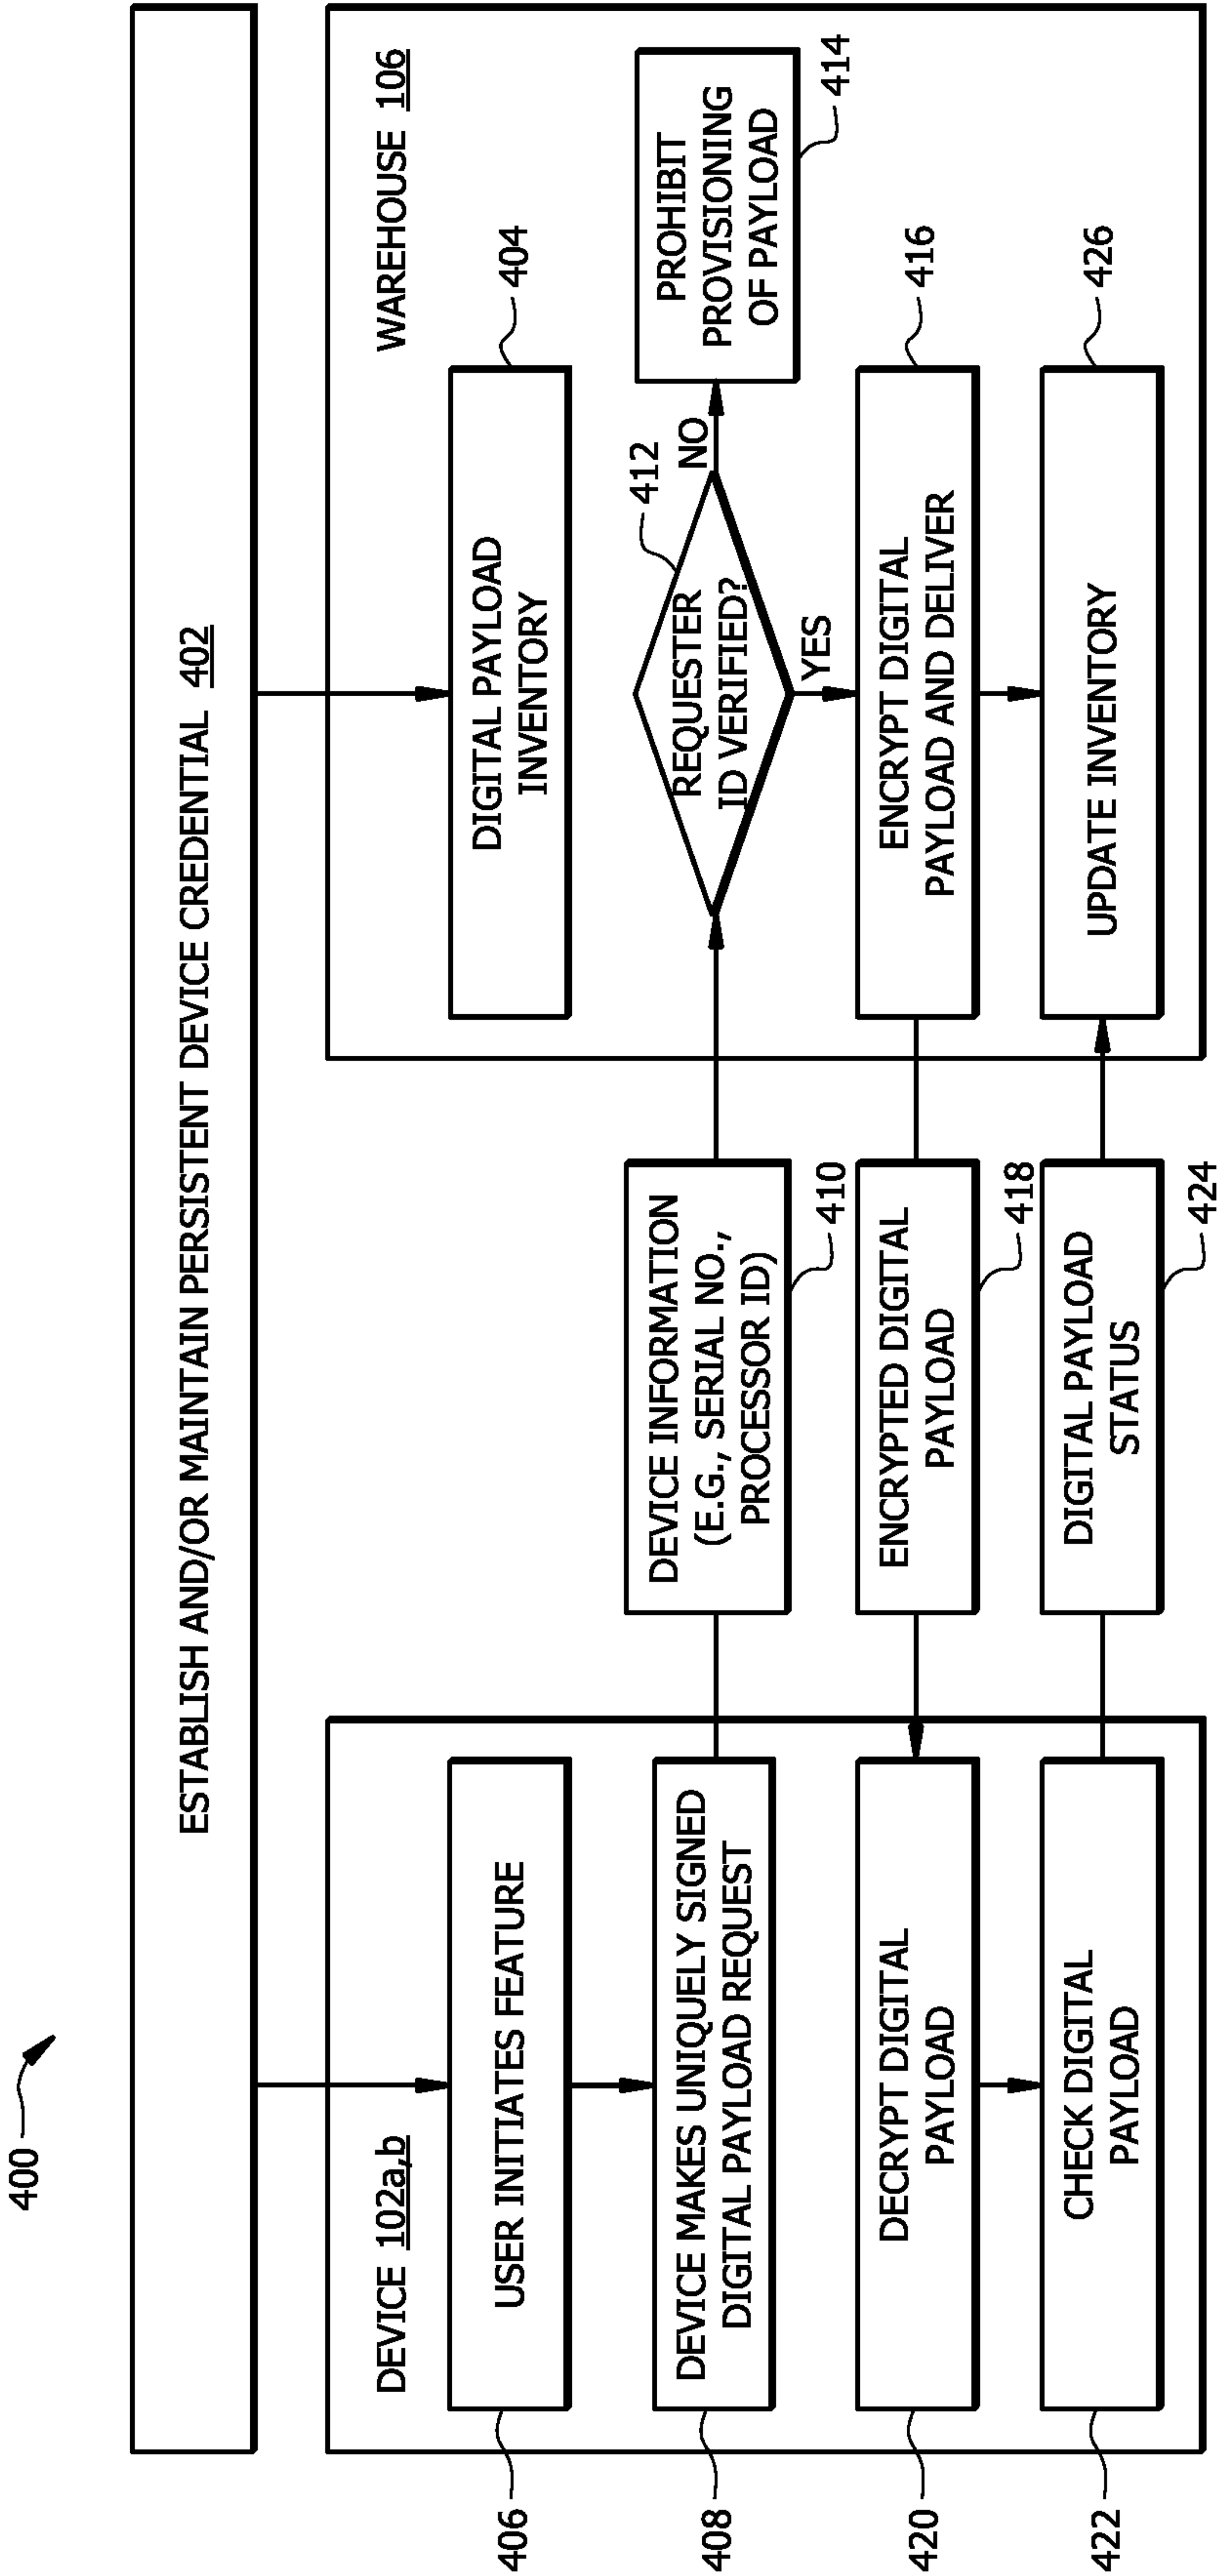 400
ESTABLISH AND/OR MAINTAIN PERSISTENT DEVICE CREDENTIAL 402
DEVICE 102a,b
406
USER INITIATES FEATURE
408
DEVICE MAKES UNIQUELY SIGNED
DIGITAL PAYLOAD REQUEST
420
DECRYPT DIGITAL
PAYLOAD
422
CHECK DIGITAL
PAYLOAD
DEVICE INFORMATION
(E.G., SERIAL NO.,
PROCESSOR ID)
410
ENCRYPTED DIGITAL
PAYLOAD
418
DIGITAL PAYLOAD
STATUS
424
WAREHOUSE 106
DIGITAL PAYLOAD
INVENTORY
404
REQUESTER
ID VERIFIED?
412
NO
YES
PROHIBIT
PROVISIONING
OF PAYLOAD
414
ENCRYPT DIGITAL
PAYLOAD AND DELIVER
416
UPDATE INVENTORY
426